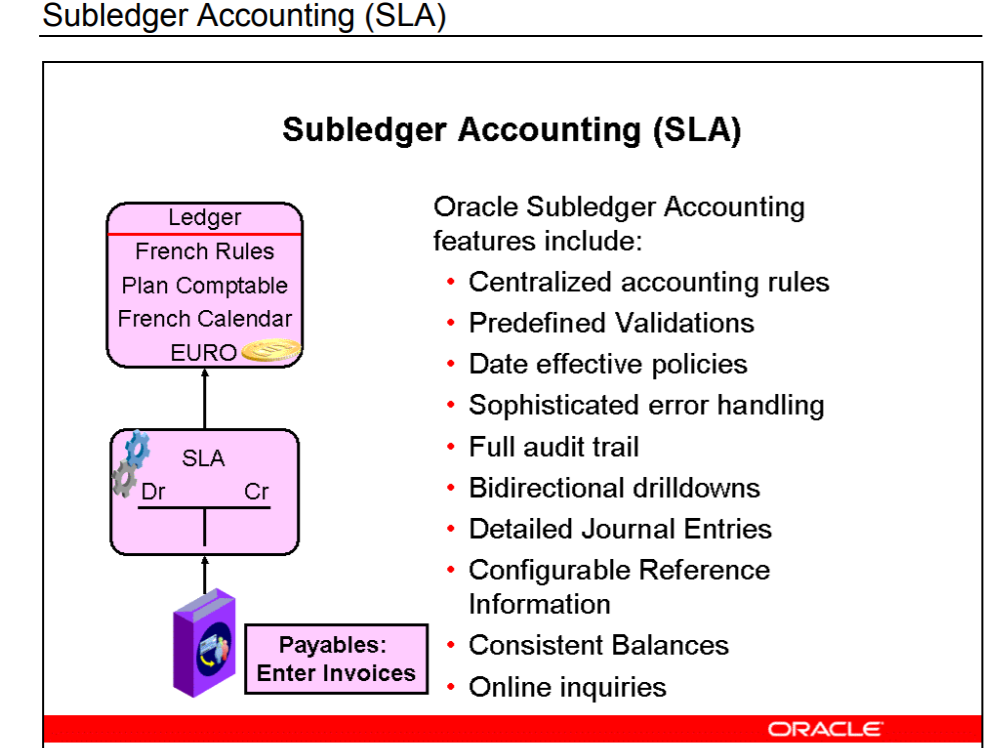 Subledger Accounting (SLA)
Subledger Accounting (SLA)
Ledger
French Rules
Plan Comptable
French Calendar
EURO
SLA
Dr Cr
Payables:
Enter Invoices
Oracle Subledger Accounting
features include:
• Centralized accounting rules
• Predefined Validations
• Date effective policies
• Sophisticated error handling
• Full audit trail
• Bidirectional drilldowns
• Detailed Journal Entries
• Configurable Reference
Information
• Consistent Balances
• Online inquiries
ORACLE